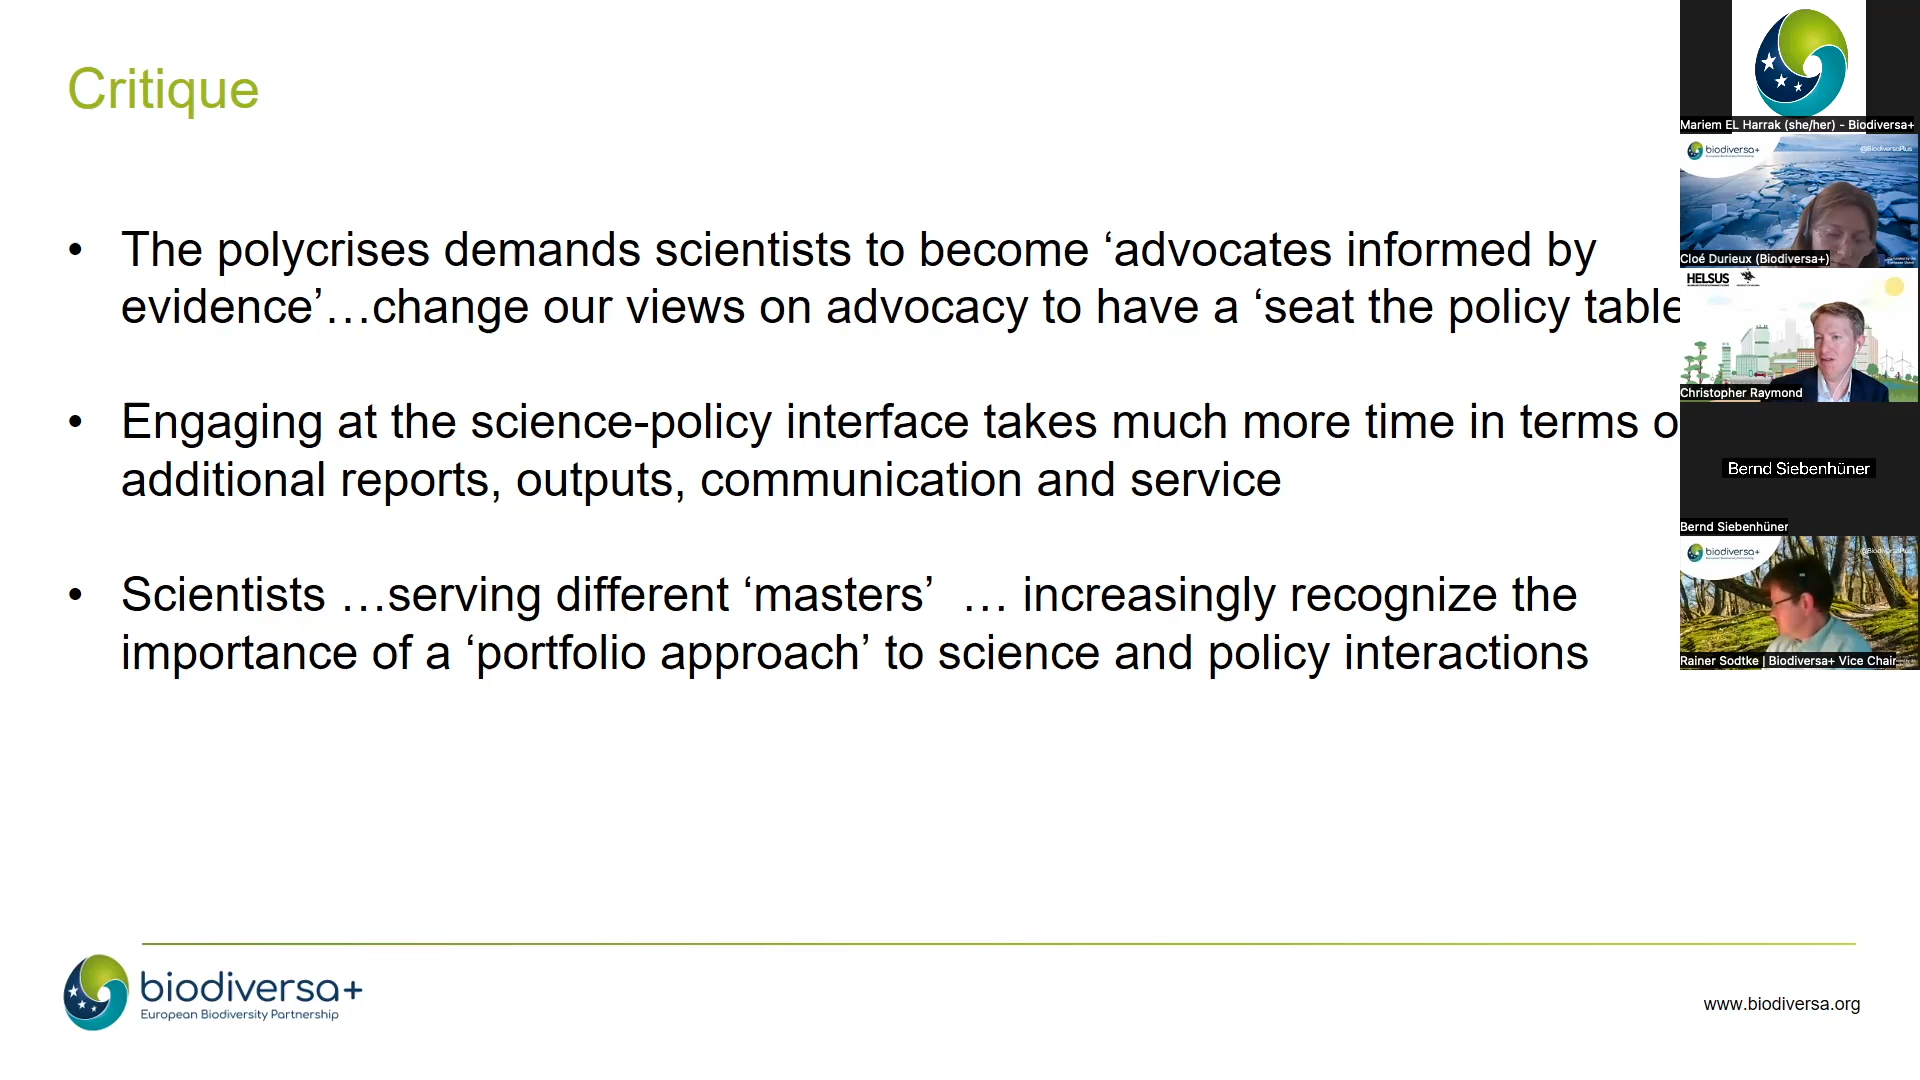 Critique
• The polycrises demands scientists to become ‘advocates informed by
evidence’…change our views on advocacy to have a ‘seat the policy table
• Engaging at the science-policy interface takes much more time in terms o
additional reports, outputs, communication and service
• Scientists …serving different ‘masters’ … increasingly recognize the
importance of a ‘portfolio approach’ to science and policy interactions
biodiversa+
European Biodiversity Partnership
www.biodiversa.org
Mariem EL Harrak (she/her) - Biodiversa+
biodiversa+
@BiodiversaPlus
Cloé Durieux (Biodiversa+)
HELSUS
Christopher Raymond
Bernd Siebenhüner
Bernd Siebenhüner
biodiversa+
@BiodiversaPlus
Rainer Sodtke | Biodiversa+ Vice Chair